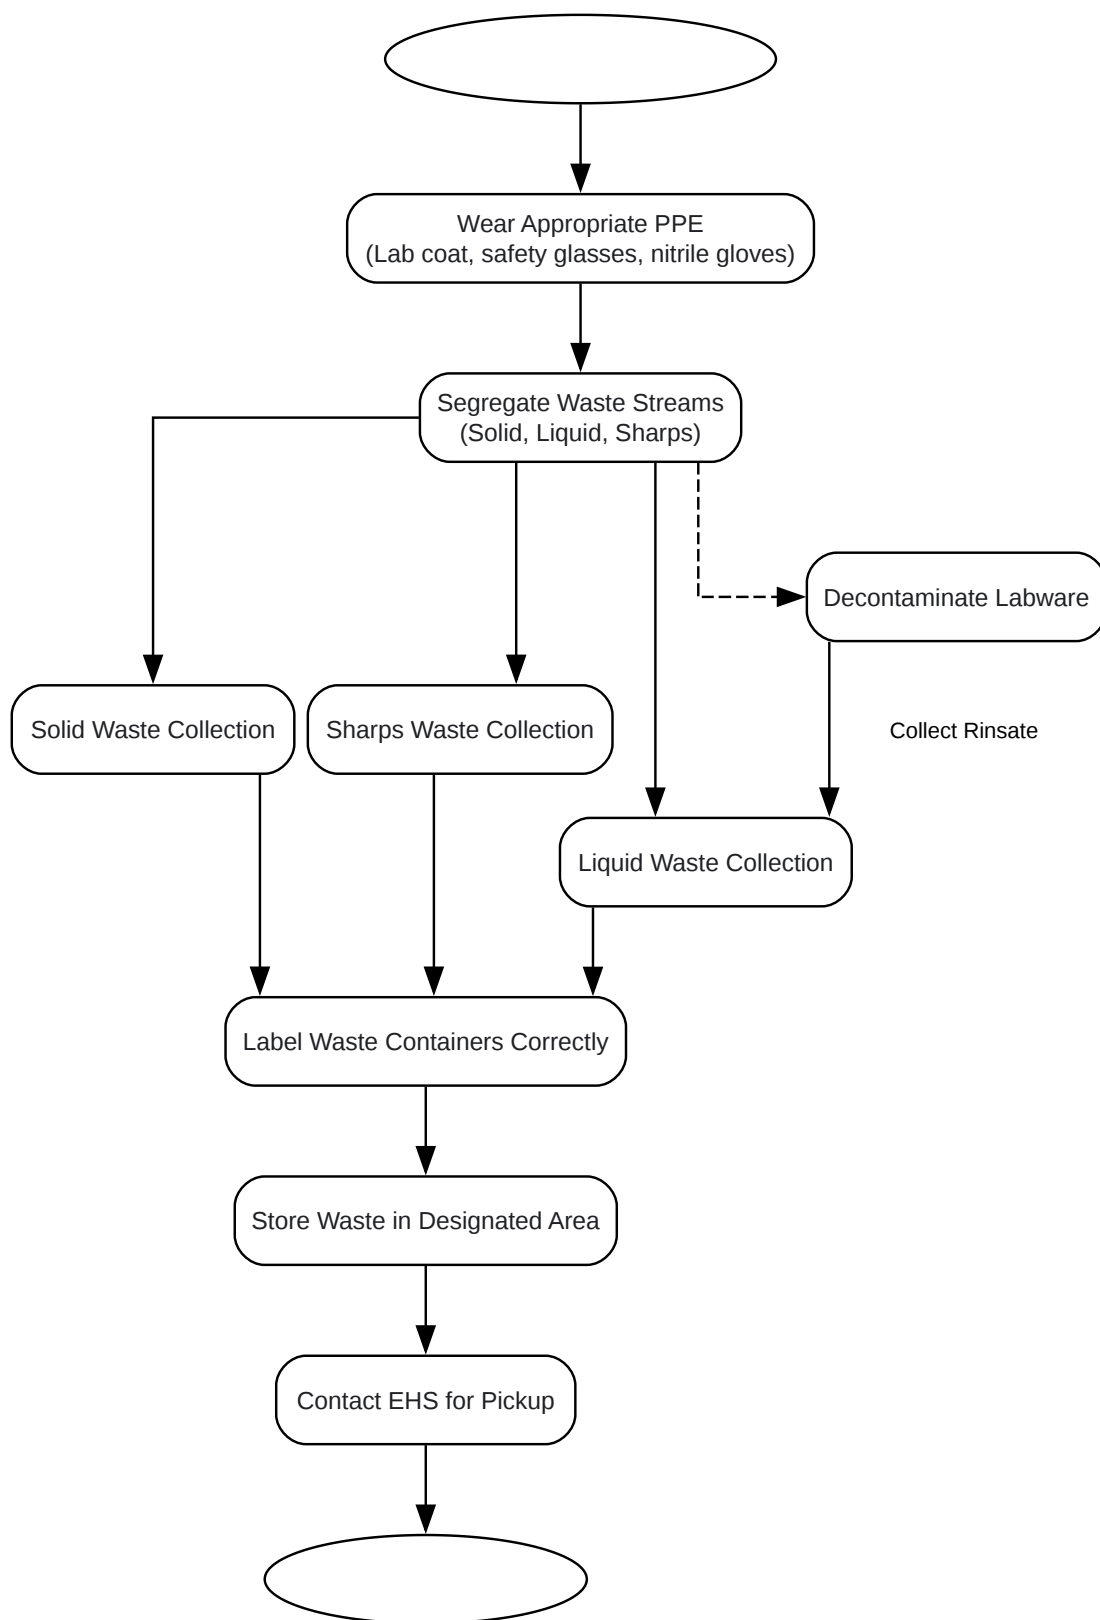 Wear Appropriate PPE
(Lab coat, safety glasses, nitrile gloves)
Segregate Waste Streams
(Solid, Liquid, Sharps)
Decontaminate Labware
Solid Waste Collection
Sharps Waste Collection
Collect Rinsate
Liquid Waste Collection
Label Waste Containers Correctly
Store Waste in Designated Area
Contact EHS for Pickup